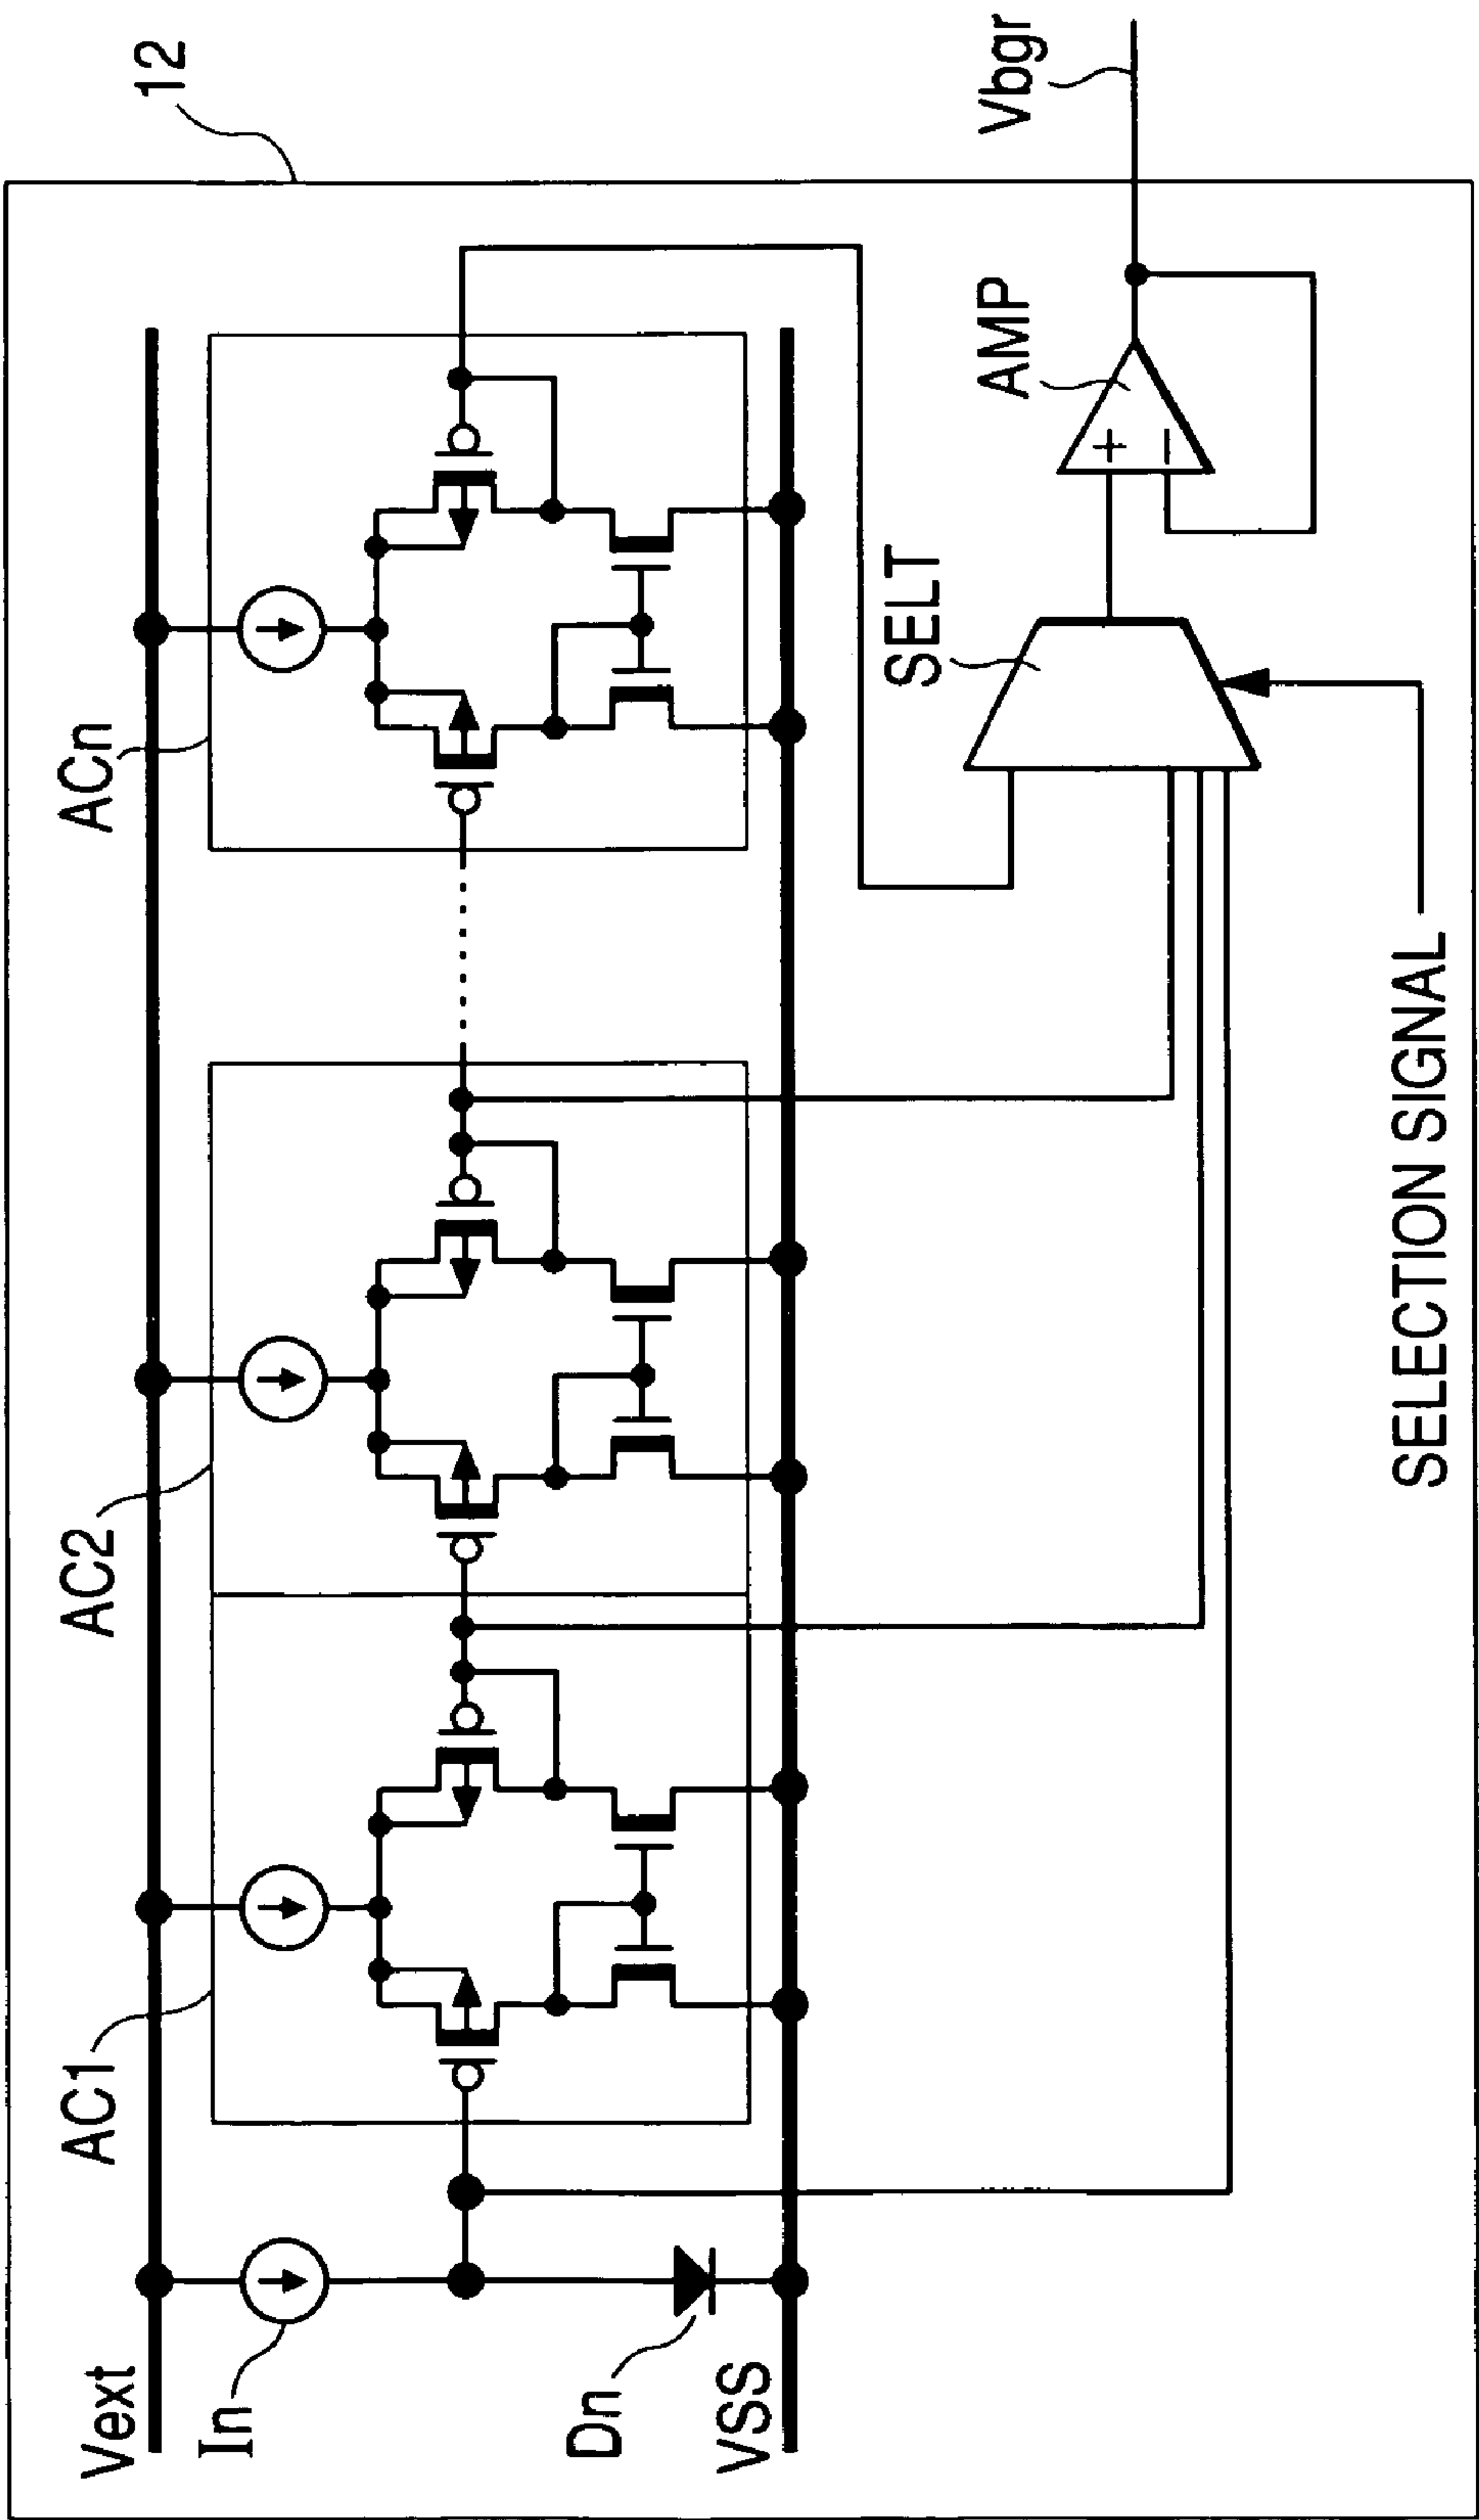 12
AC1
AC2
ACn
Vext
In
Dn
VSS
SELT
AMP
+
−
Vbgr
SELECTION SIGNAL